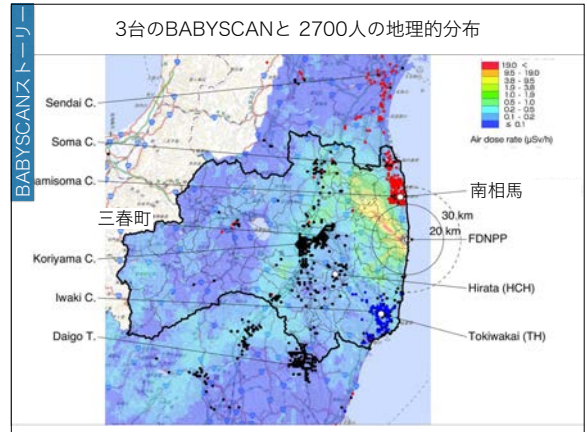 BABYSCANストーリー
3台のBABYSCANと 2700人の地理的分布
Sendai C.
Soma C.
amisoma C.
三春町
Koriyama C.
Iwaki C.
Daigo T.
19.0 <
9.5 - 19.0
3.8 - 9.5
1.9 - 3.8
1.0 - 1.9
0.5 - 1.0
0.2 - 0.5
0.1 - 0.2
≤ 0.1
Air dose rate (μSv/h)
南相馬
30 km
20 km
FDNPP
Hirata (HCH)
Tokiwakai (TH)